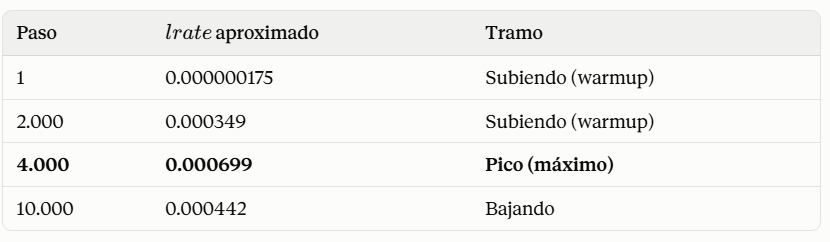 Paso lrate aproximado Tramo
1 0.000000175 Subiendo (warmup)
2.000 0.000349 Subiendo (warmup)
4.000 0.000699 Pico (máximo)
10.000 0.000442 Bajando